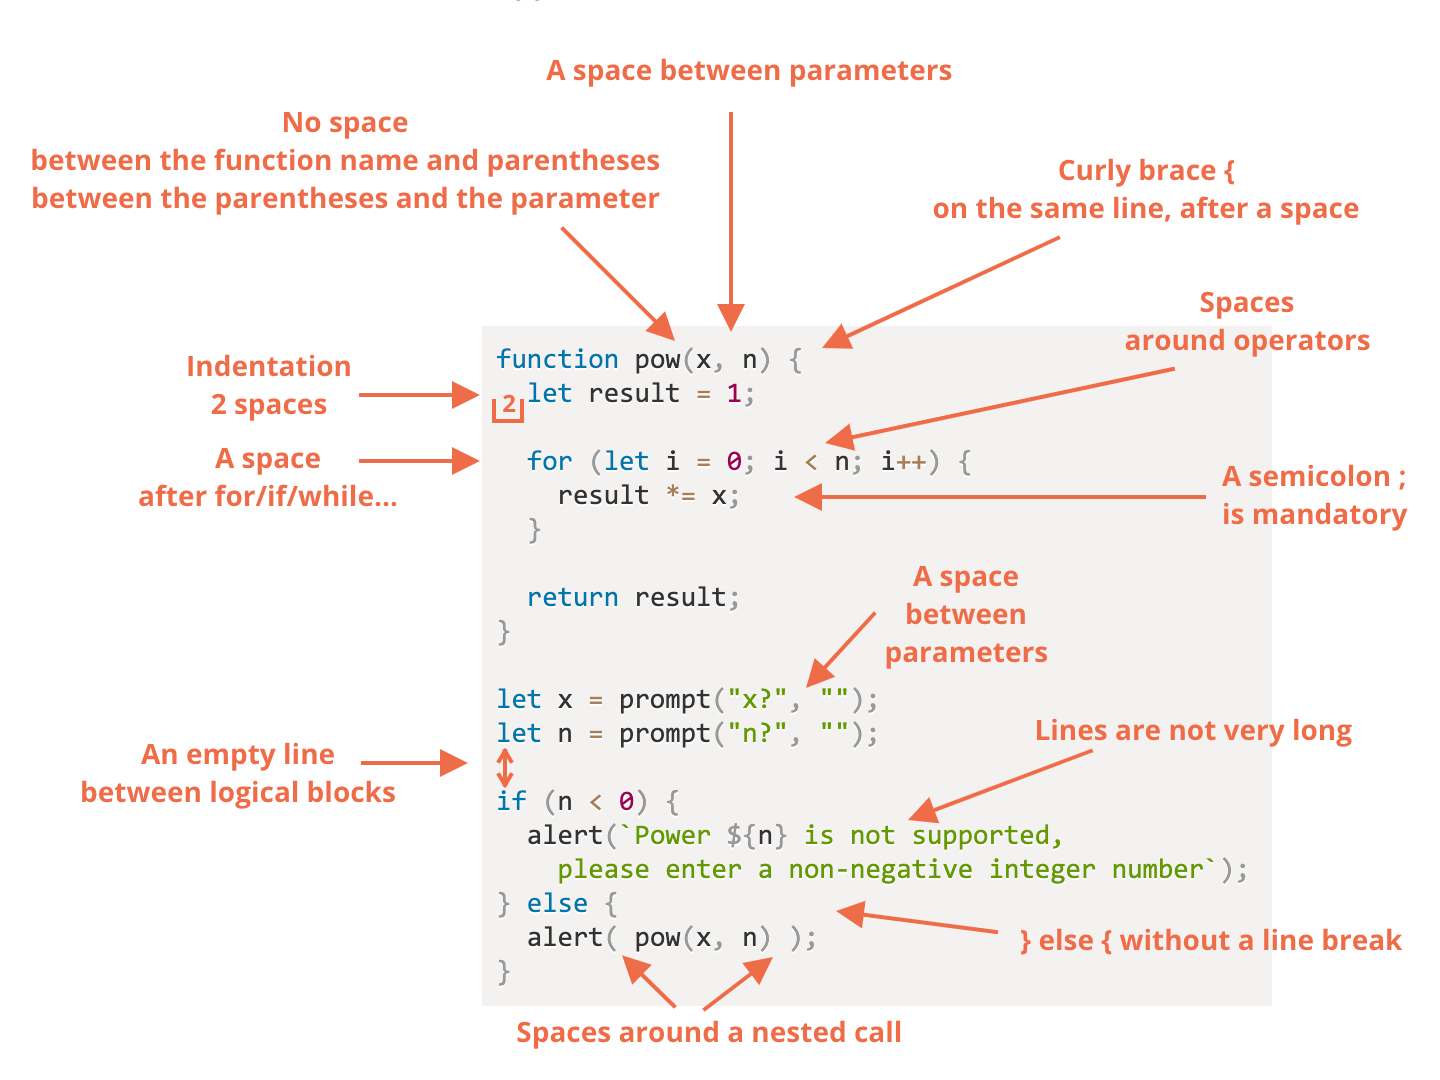 A space between parameters
No space
between the function name and parentheses
between the parentheses and the parameter
Curly brace {
on the same line, after a space
Spaces
around operators
Indentation
2 spaces
A space
after for/if/while...
function pow(x, n) {
2
  let result = 1;

  for (let i = 0; i < n; i++) {
    result *= x;
  }

  return result;
}

let x = prompt("x?", "");
let n = prompt("n?", "");

if (n < 0) {
  alert(`Power ${n} is not supported,
    please enter a non-negative integer number`);
} else {
  alert( pow(x, n) );
}
A semicolon ;
is mandatory
A space
between
parameters
Lines are not very long
An empty line
between logical blocks
} else { without a line break
Spaces around a nested call